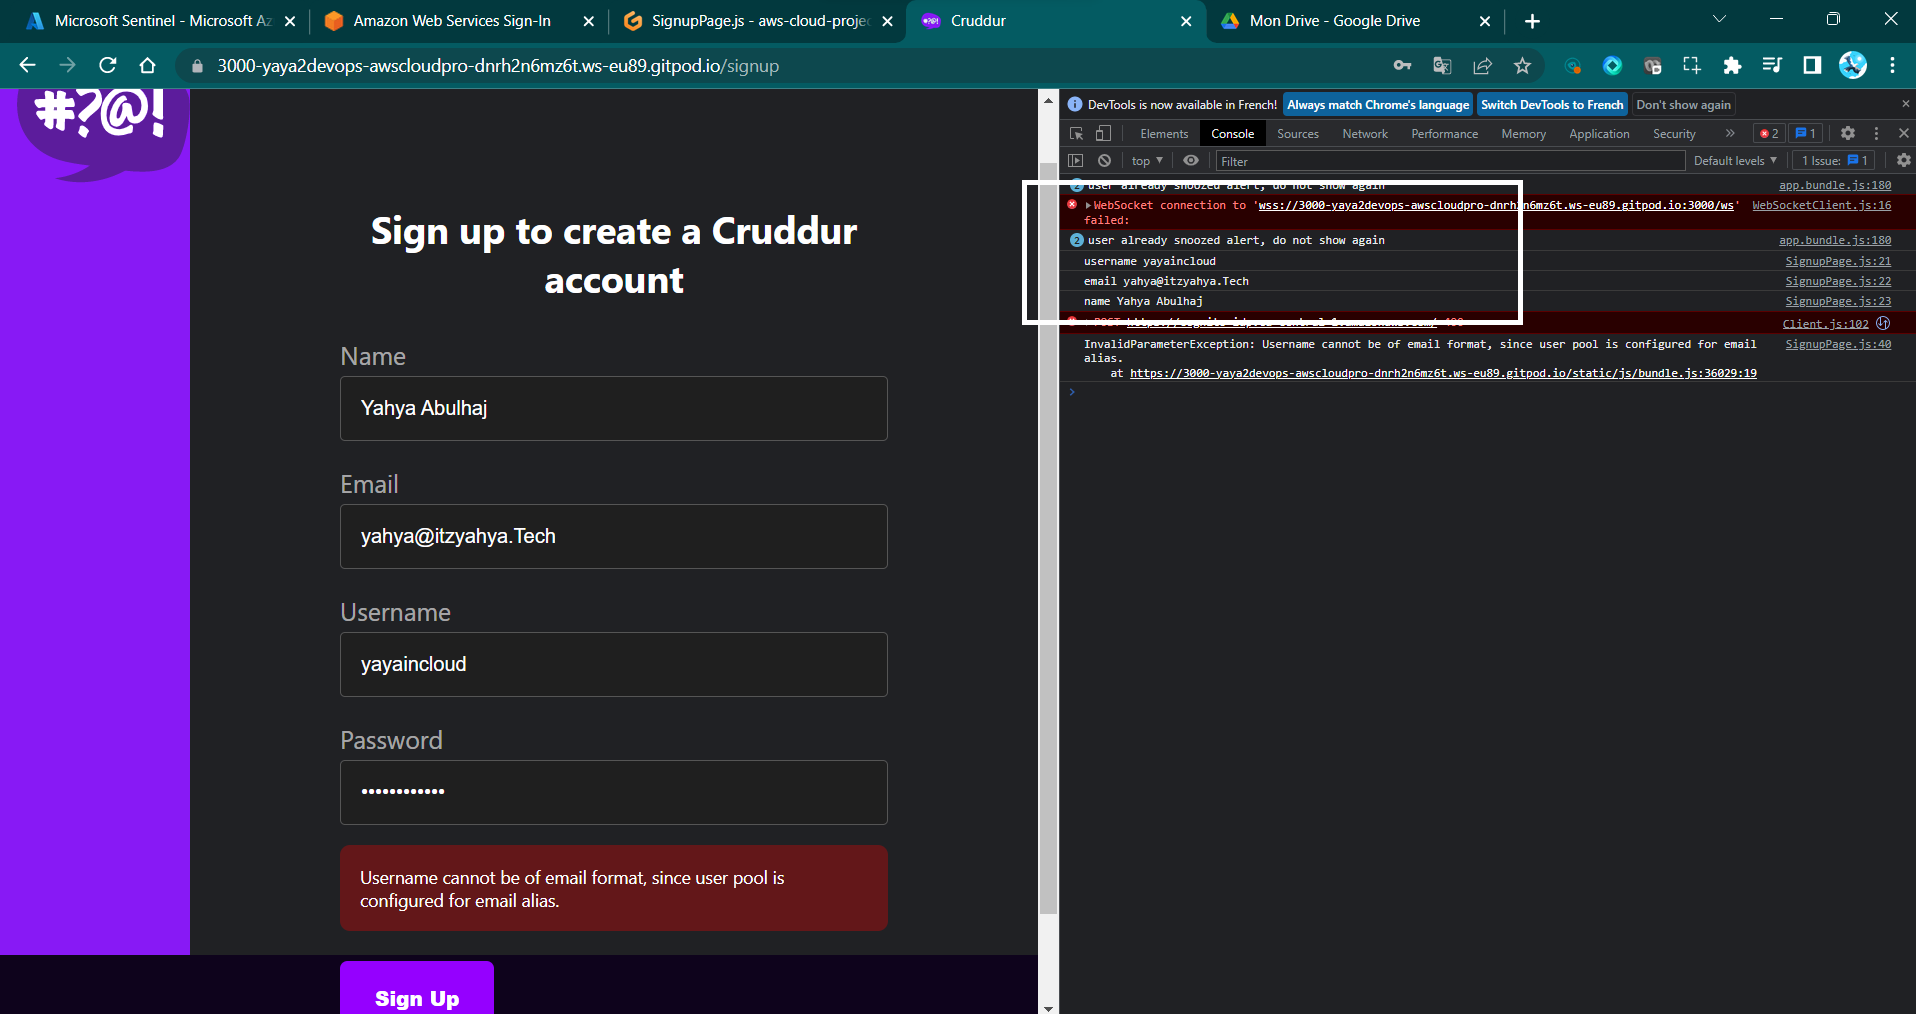 Microsoft Sentinel - Microsoft Az
Amazon Web Services Sign-In
SignupPage.js - aws-cloud-projec
Cruddur
Mon Drive - Google Drive
3000-yaya2devops-awscloudpro-dnrh2n6mz6t.ws-eu89.gitpod.io/signup
#?@!
Sign up to create a Cruddur
account
Name
Yahya Abulhaj
Email
yahya@itzyahya.Tech
Username
yayaincloud
Password
••••••••••••
Username cannot be of email format, since user pool is
configured for email alias.
Sign Up
DevTools is now available in French! Always match Chrome's language Switch DevTools to French Don't show again
Elements Console Sources Network Performance Memory Application Security » 2 1
top Filter Default levels 1 Issue: 1
2 user already snoozed alert, do not show again app.bundle.js:180
WebSocket connection to 'wss://3000-yaya2devops-awscloudpro-dnrh2n6mz6t.ws-eu89.gitpod.io:3000/ws' WebSocketClient.js:16
failed:
2 user already snoozed alert, do not show again app.bundle.js:180
username yayaincloud SignupPage.js:21
email yahya@itzyahya.Tech SignupPage.js:22
name Yahya Abulhaj SignupPage.js:23
Client.js:102
InvalidParameterException: Username cannot be of email format, since user pool is configured for email SignupPage.js:40
alias.
at https://3000-yaya2devops-awscloudpro-dnrh2n6mz6t.ws-eu89.gitpod.io/static/js/bundle.js:36029:19